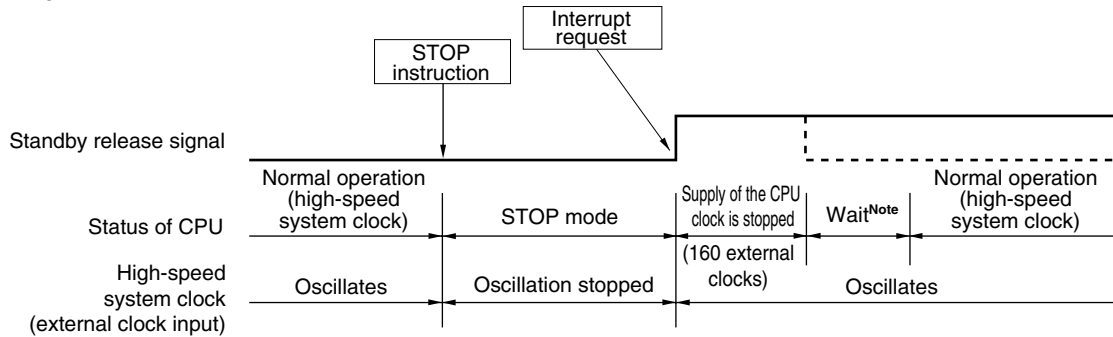 Interrupt
request
STOP
instruction
Standby release signal
Normal operation
(high-speed
system clock)
Supply of the CPU
clock is stopped
Normal operation
(high-speed
system clock)
Status of CPU
STOP mode
WaitNote
(160 external
clocks)
High-speed
system clock
(external clock input)
Oscillates
Oscillation stopped
Oscillates